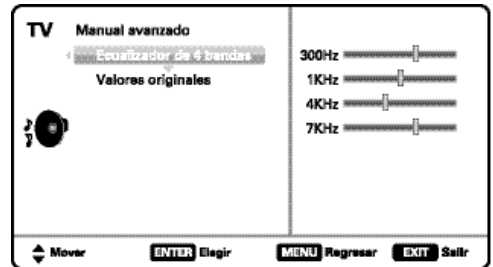 TV Manual avanzado
Ecualizador de 4 bandas
Valores originales
300Hz
1KHz
4KHz
7KHz
Mover ENTER Elegir MENU Regresar EXIT Salir